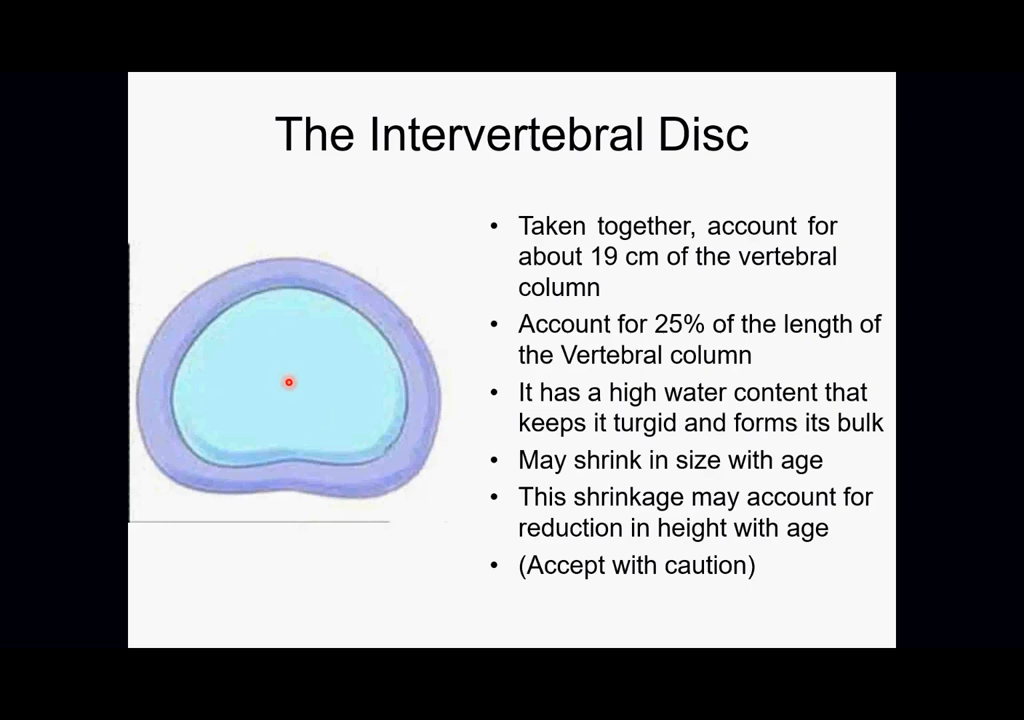 The Intervertebral Disc
• Taken together, account for
about 19 cm of the vertebral
column
• Account for 25% of the length of
the Vertebral column
• It has a high water content that
keeps it turgid and forms its bulk
• May shrink in size with age
• This shrinkage may account for
reduction in height with age
• (Accept with caution)